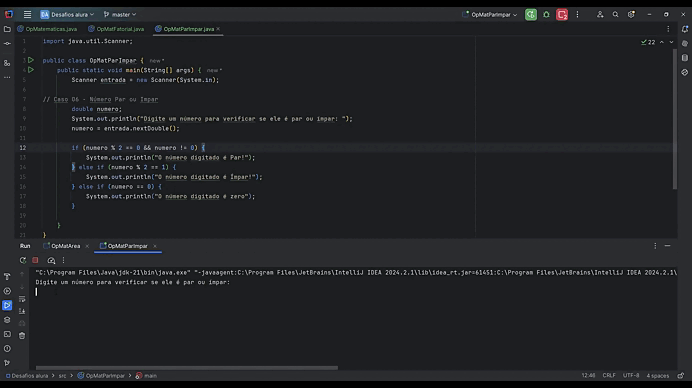 DA Desafios alura master OpMatParImpar
OpMatematicas.java OpMatFatorial.java OpMatParImpar.java
22
1 import java.util.Scanner;
2
3 public class OpMatParImpar { new *
4 public static void main(String[] args) { new *
5 Scanner entrada = new Scanner(System.in);
6
7 // Caso 06 - Número Par ou Impar
8 double numero;
9 System.out.println("Digite um número para verificar se ele é par ou impar: ");
10 numero = entrada.nextDouble();
11
12 if (numero % 2 == 0 && numero != 0) {
13 System.out.println("O número digitado é Par!");
14 } else if (numero % 2 == 1) {
15 System.out.println("O número digitado é Ímpar!");
16 } else if (numero == 0) {
17 System.out.println("O número digitado é zero");
18 }
19
20 }
21 }
Run OpMatArea OpMatParImpar
"C:\Program Files\Java\jdk-21\bin\java.exe" "-javaagent:C:\Program Files\JetBrains\IntelliJ IDEA 2024.2.1\lib\idea_rt.jar=61451:C:\Program Files\JetBrains\IntelliJ IDEA 2024.2.1\
Digite um número para verificar se ele é par ou impar:
Desafios alura > src > OpMatParImpar > main 12:46 CRLF UTF-8 4 spaces